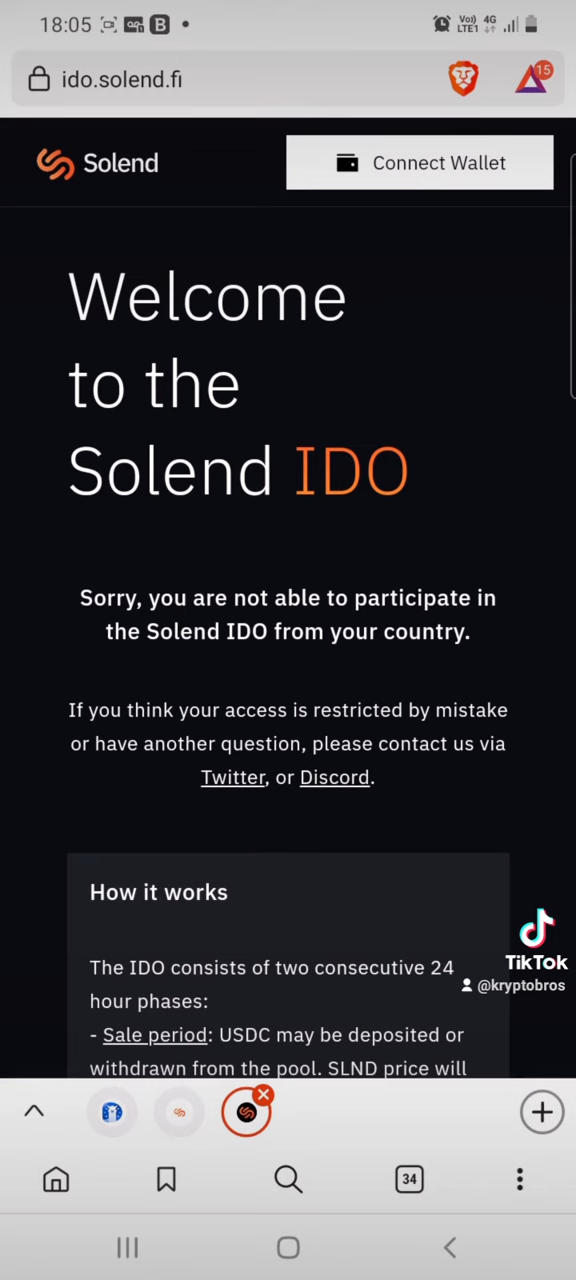 18:05
Vo)) 4G
LTE1
ido.solend.fi
15
Solend
Connect Wallet
Welcome
to the
Solend IDO
Sorry, you are not able to participate in
the Solend IDO from your country.
If you think your access is restricted by mistake
or have another question, please contact us via
Twitter, or Discord.
How it works
The IDO consists of two consecutive 24
hour phases:
- Sale period: USDC may be deposited or
withdrawn from the pool. SLND price will
TikTok
@kryptobros
34